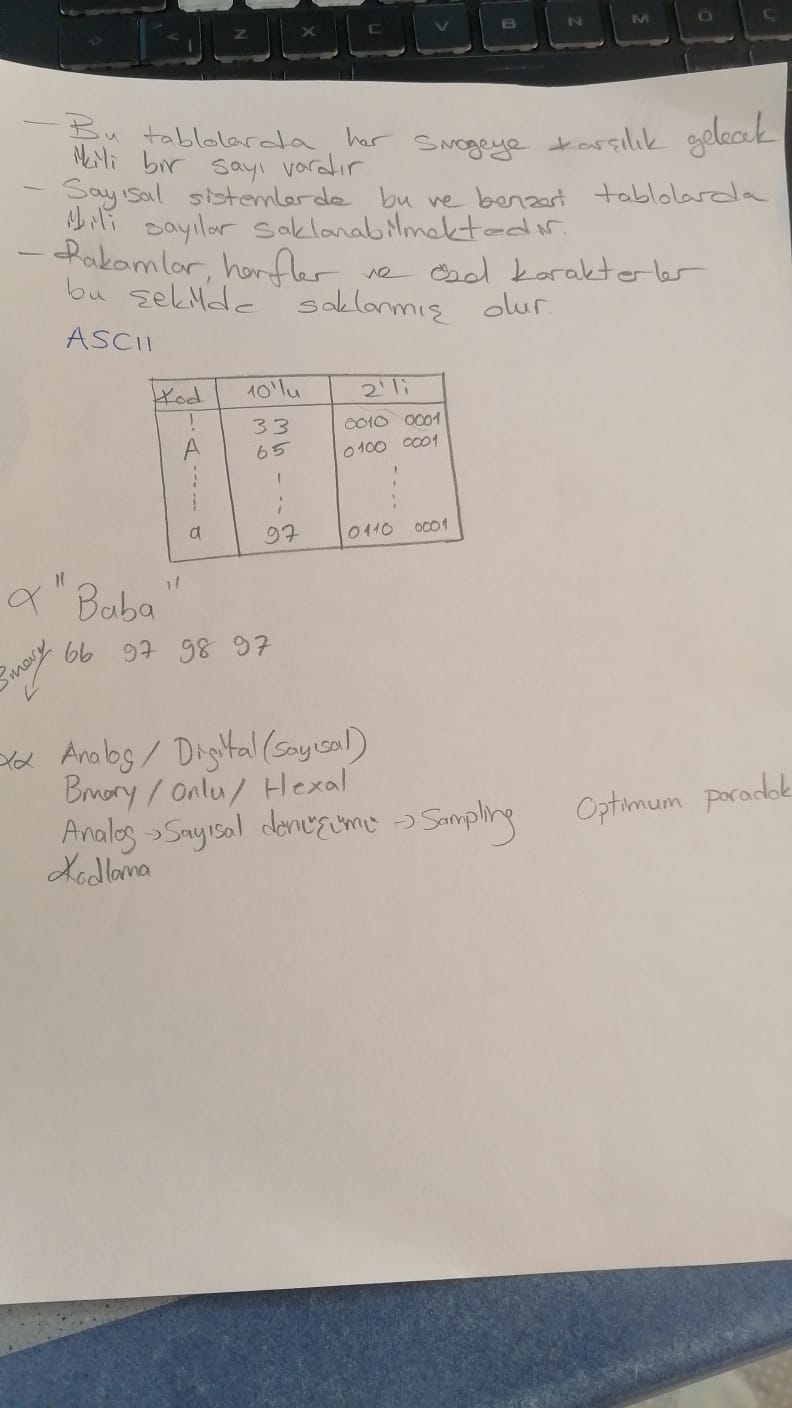 Z X C V B N M Ö Ç
- Bu tablolarda her simgeye karşılık gelecek
ikili bir sayı vardır
- Sayısal sistemlerde bu ve benzeri tablolarda
ikili sayılar saklanabilmektedir.
- Rakamlar, harfler ve özel karakterler
bu şekilde saklanmış olur.
ASCII
Kod 10'lu 2'li
! 33 0010 0001
A 65 0100 0001
a 97 0110 0001
α "Baba"
Binary 66 97 98 97
αα Analog / Digital (sayısal)
Binary / Onlu / Hexal
Analog → Sayısal dönüşümü → Sampling Optimum paradok
Kodlama